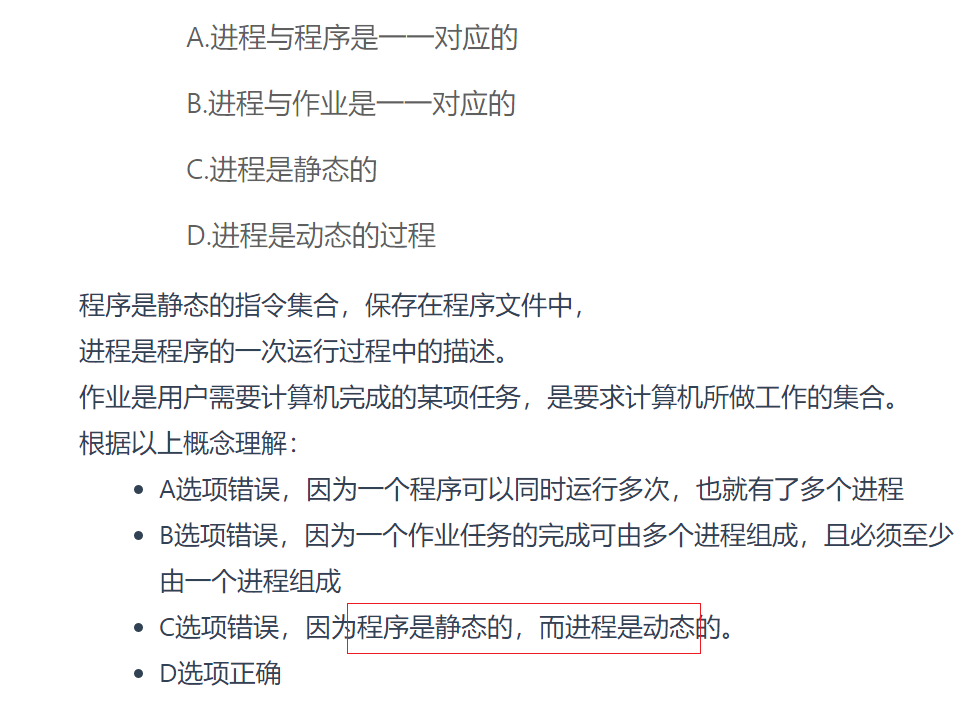 A.进程与程序是一一对应的
B.进程与作业是一一对应的
C.进程是静态的
D.进程是动态的过程
程序是静态的指令集合，保存在程序文件中，
进程是程序的一次运行过程中的描述。
作业是用户需要计算机完成的某项任务，是要求计算机所做工作的集合。
根据以上概念理解：
A选项错误，因为一个程序可以同时运行多次，也就有了多个进程
B选项错误，因为一个作业任务的完成可由多个进程组成，且必须至少
由一个进程组成
C选项错误，因为程序是静态的，而进程是动态的。
D选项正确